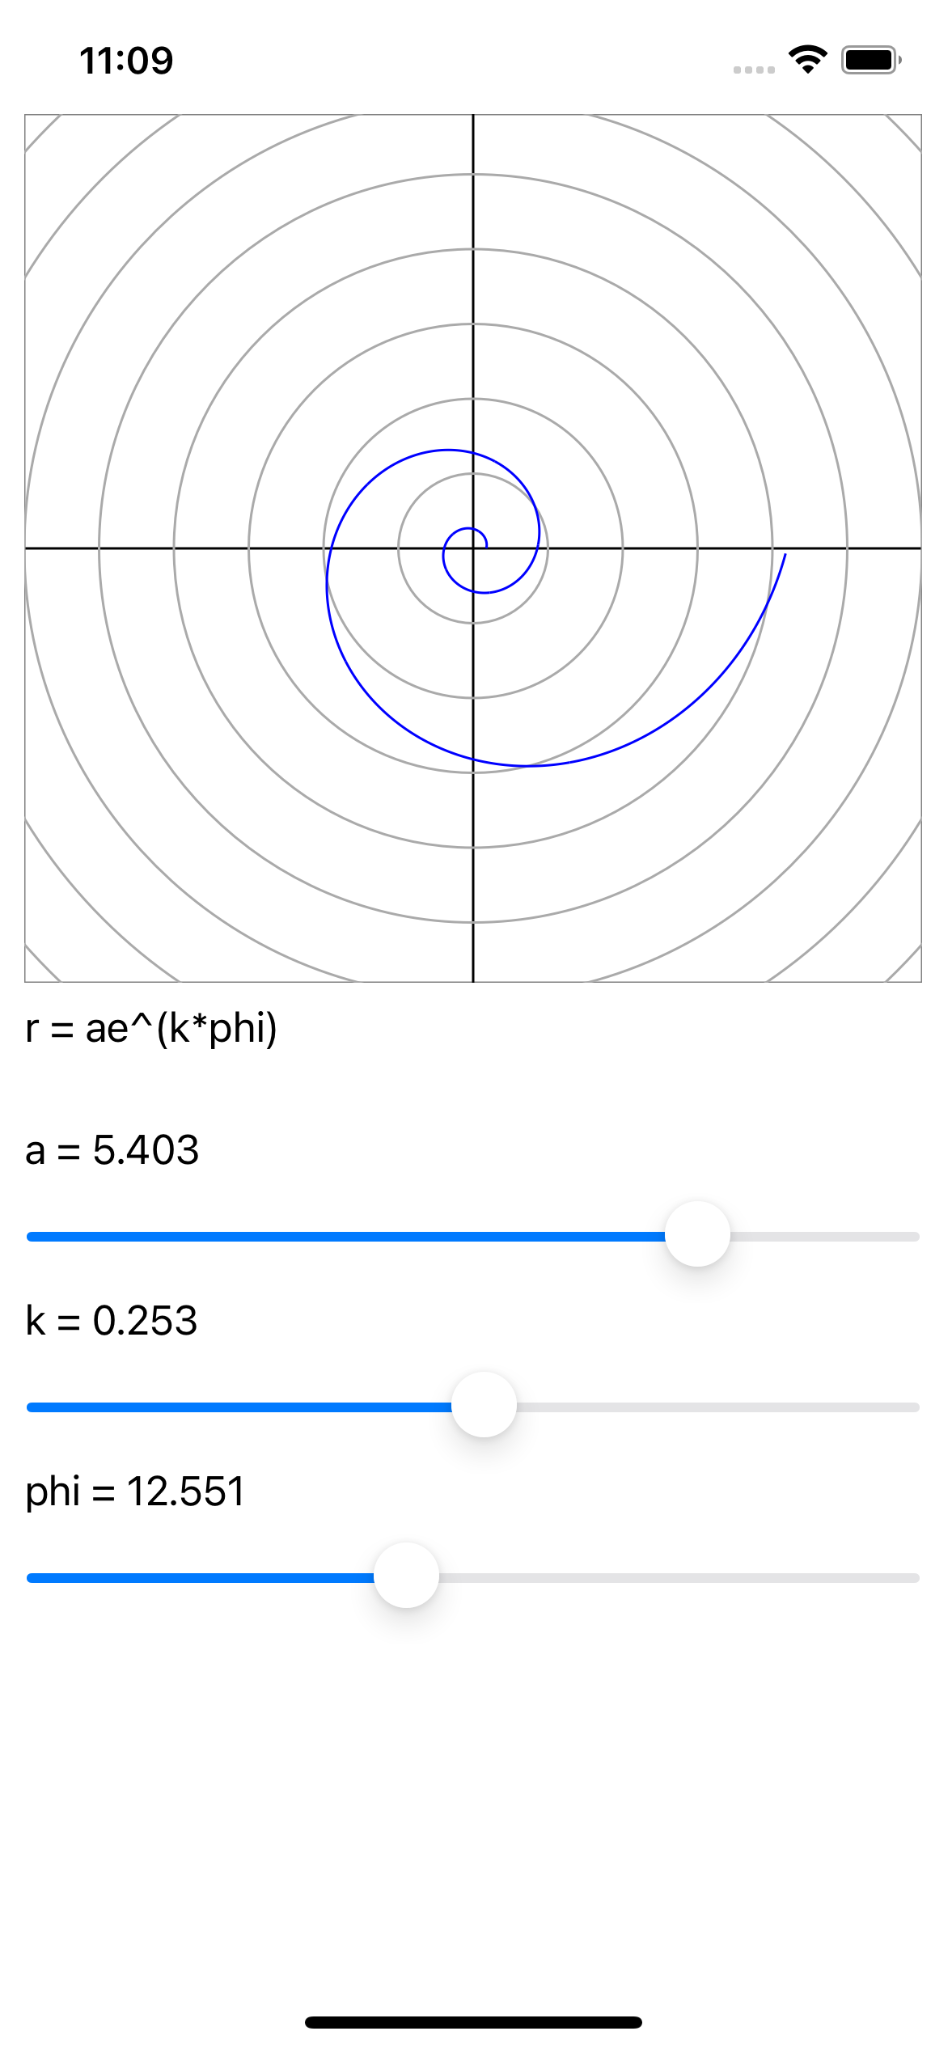 11:09
r = ae^(k*phi)
a = 5.403
k = 0.253
phi = 12.551